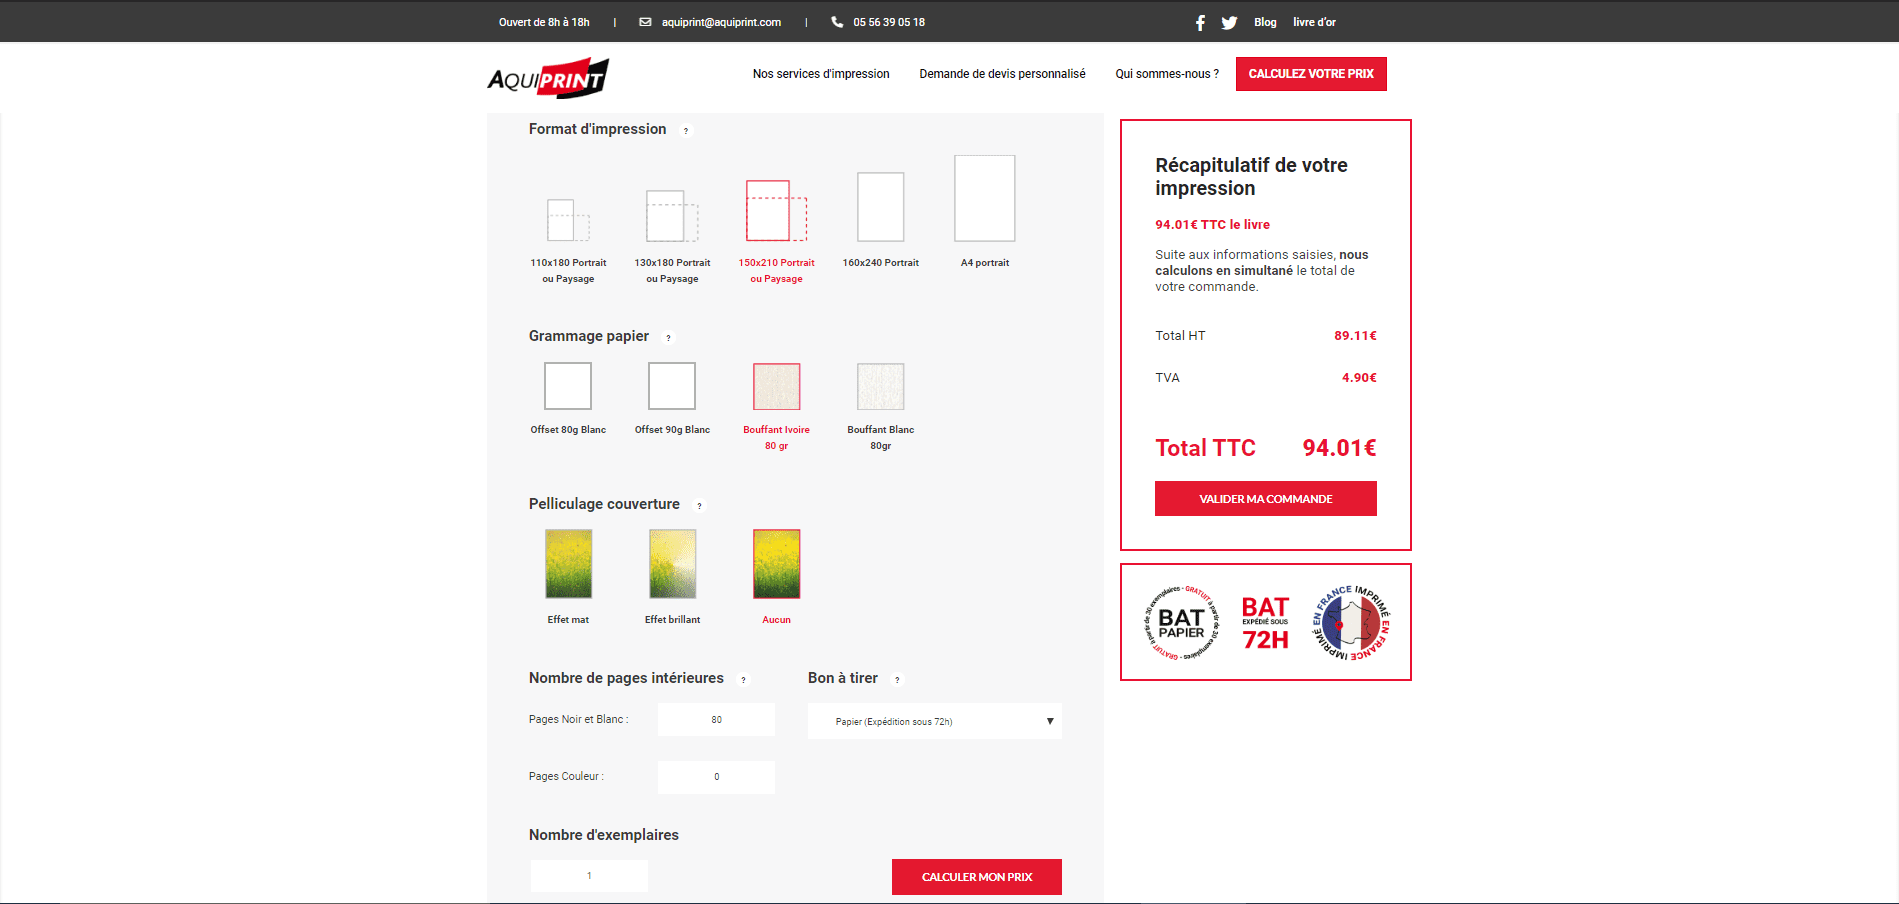 Ouvert de 8h à 18h | aquiprint@aquiprint.com | 05 56 39 05 18 Blog livre d'or
AQUIPRINT Nos services d'impression Demande de devis personnalisé Qui sommes-nous ? CALCULEZ VOTRE PRIX
Format d'impression ?
110x180 Portrait
ou Paysage
130x180 Portrait
ou Paysage
150x210 Portrait
ou Paysage
160x240 Portrait
A4 portrait
Grammage papier ?
Offset 80g Blanc
Offset 90g Blanc
Bouffant Ivoire
80 gr
Bouffant Blanc
80gr
Pelliculage couverture ?
Effet mat
Effet brillant
Aucun
Nombre de pages intérieures ?
Pages Noir et Blanc : 80
Pages Couleur : 0
Bon à tirer ?
Papier (Expédition sous 72h) ▼
Nombre d'exemplaires
1
CALCULER MON PRIX
Récapitulatif de votre
impression
94.01€ TTC le livre
Suite aux informations saisies, nous
calculons en simultané le total de
votre commande.
Total HT 89.11€
TVA 4.90€
Total TTC 94.01€
VALIDER MA COMMANDE
GRATUIT à partir de 20 exemplaires - GRATUIT à partir de 20 exemplaires -
BAT
PAPIER
BAT
EXPÉDIÉ SOUS
72H
IMPRIMÉ EN FRANCE IMPRIMÉ EN FRANCE